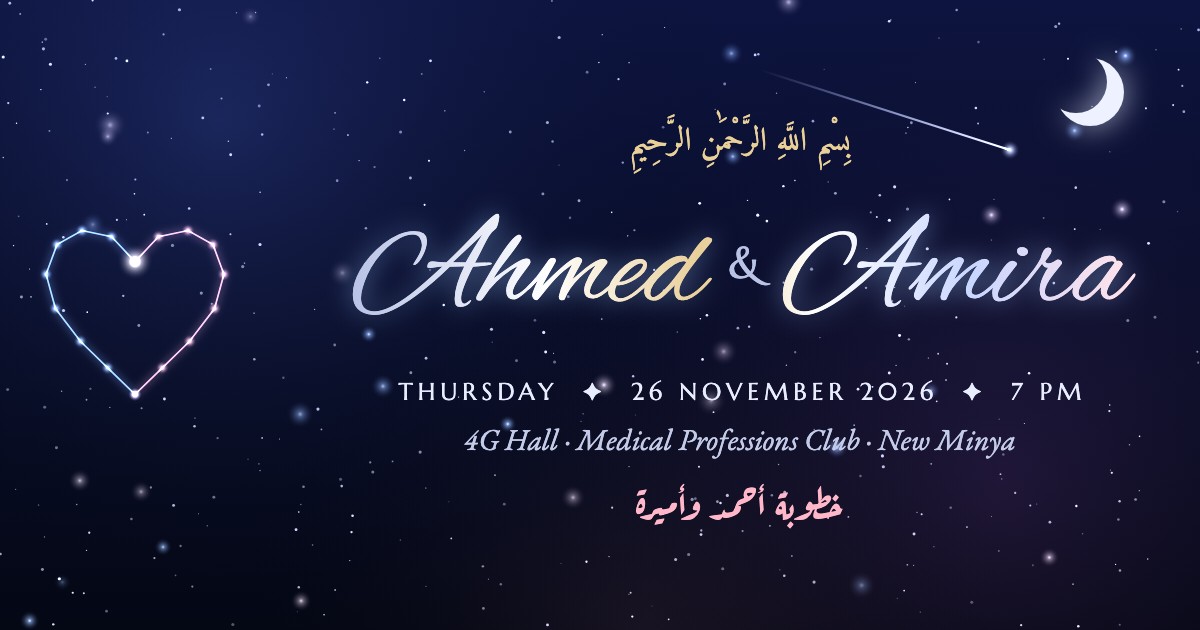 بِسْمِ اللَّهِ الرَّحْمَٰنِ الرَّحِيمِ
Ahmed & Amira
THURSDAY ✦ 26 NOVEMBER 2026 ✦ 7 PM
4G Hall · Medical Professions Club · New Minya
خطوبة أحمد وأميرة